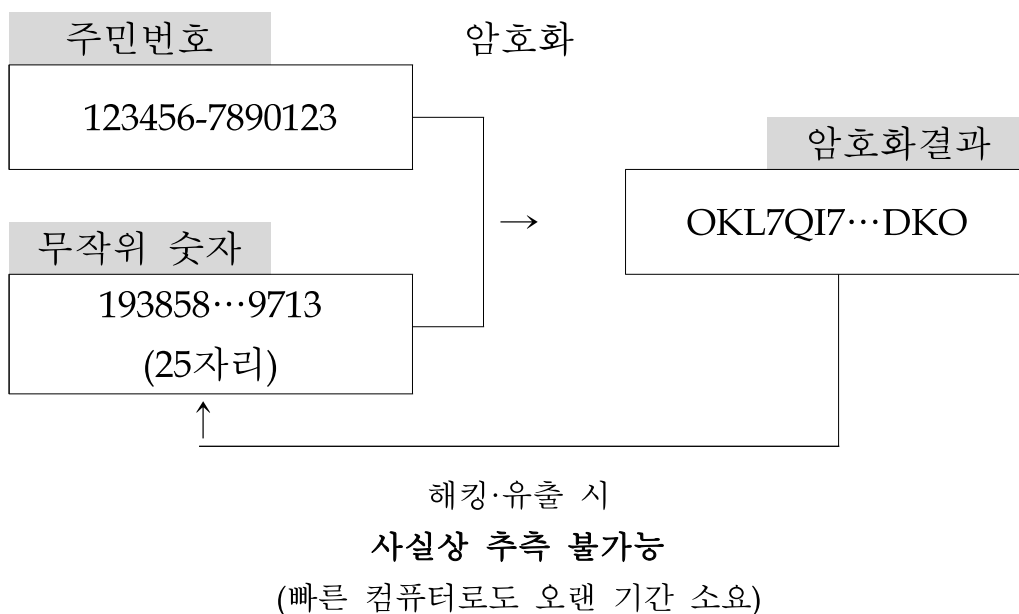 주민번호
암호화
123456-7890123
암호화결과
OKL7QI7⋯DKO
무작위 숫자
193858⋯9713
(25자리)
→
↑
해킹·유출 시
사실상 추측 불가능
(빠른 컴퓨터로도 오랜 기간 소요)